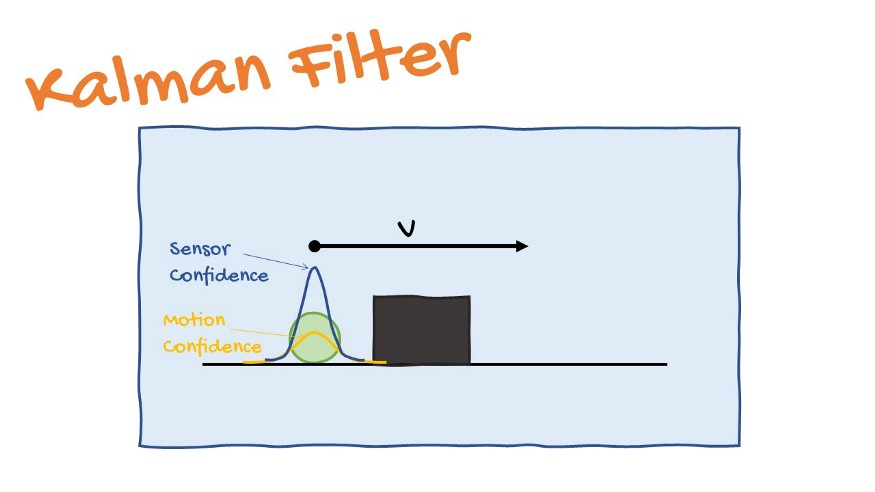 Kalman Filter
v
Sensor
Confidence
Motion
Confidence